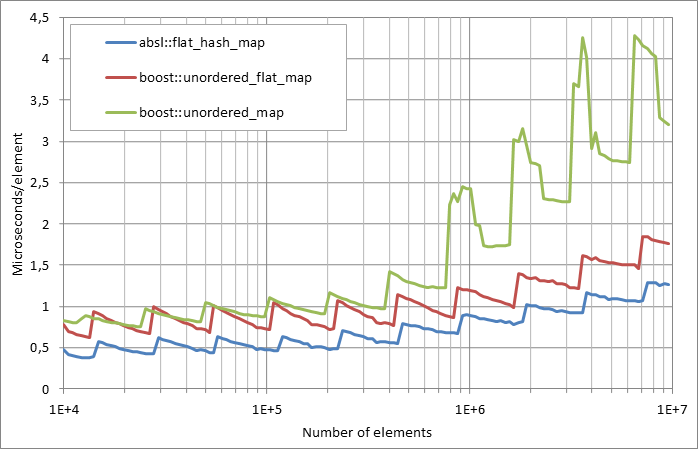 4,5
4
3,5
3
2,5
2
1,5
1
0,5
0
Microseconds/element
absl::flat_hash_map
boost::unordered_flat_map
boost::unordered_map
1E+4 1E+5 1E+6 1E+7
Number of elements